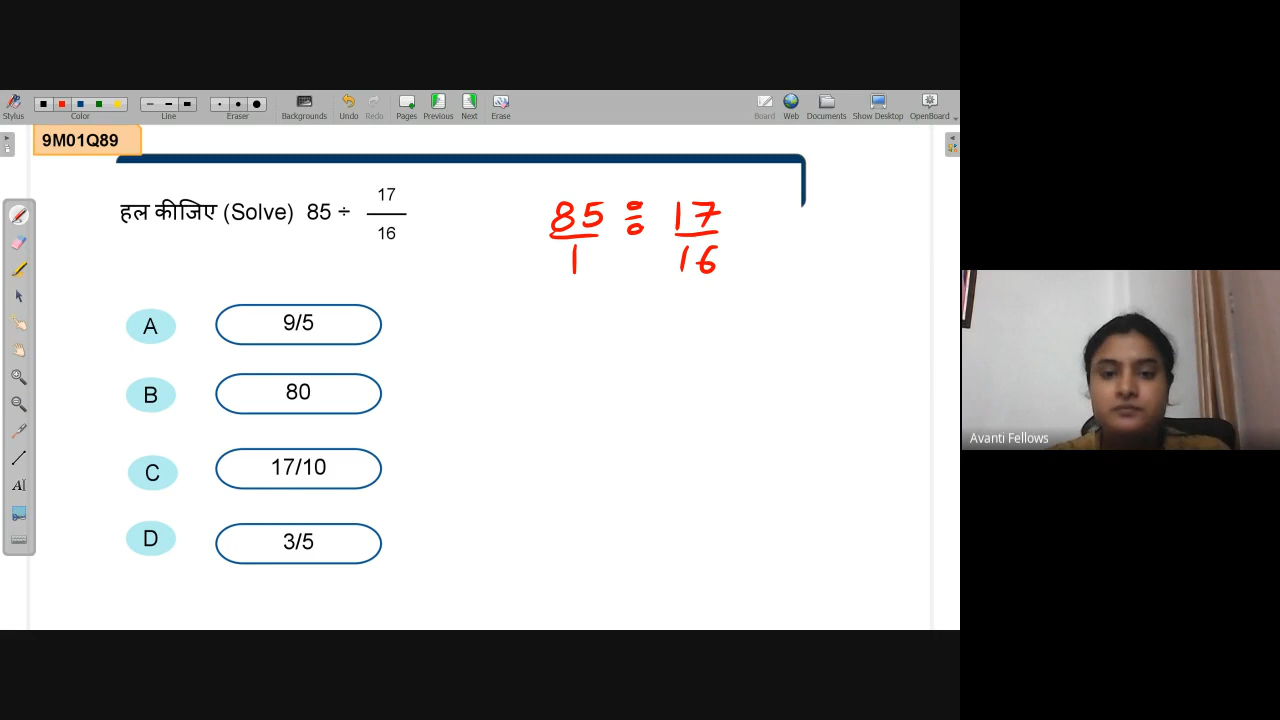 Stylus
Color
Line
Eraser
Backgrounds
Undo
Redo
Pages
Previous
Next
Erase
Board
Web
Documents
Show Desktop
OpenBoard
9M01Q89
हल कीजिए (Solve) 85 ÷ 17/16
85/1 ÷ 17/16
A 9/5
B 80
C 17/10
D 3/5
Avanti Fellows